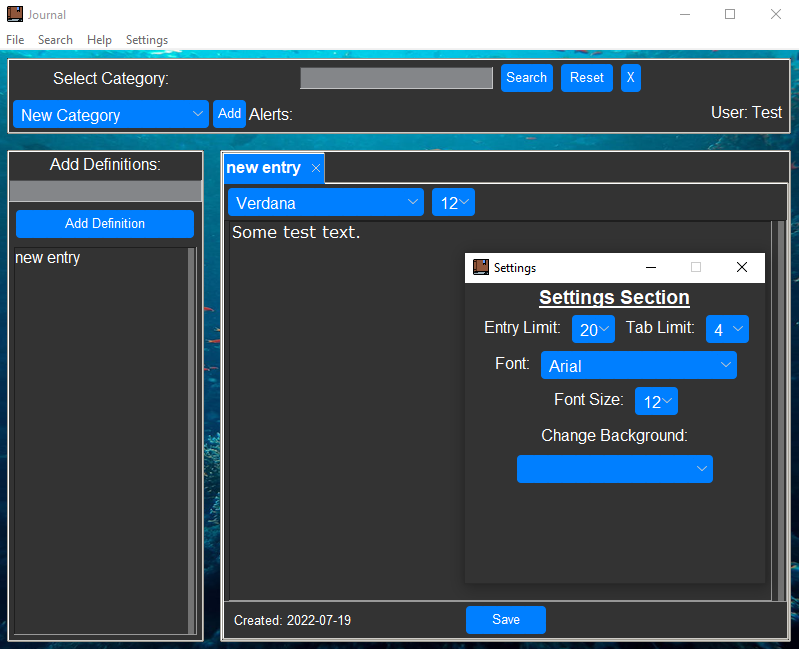 Journal
File Search Help Settings
Select Category: Search Reset X
New Category Add Alerts: User: Test
Add Definitions:
Add Definition
new entry
new entry
Verdana 12
Some test text.
Settings
Settings Section
Entry Limit: 20 Tab Limit: 4
Font: Arial
Font Size: 12
Change Background:
Created: 2022-07-19 Save